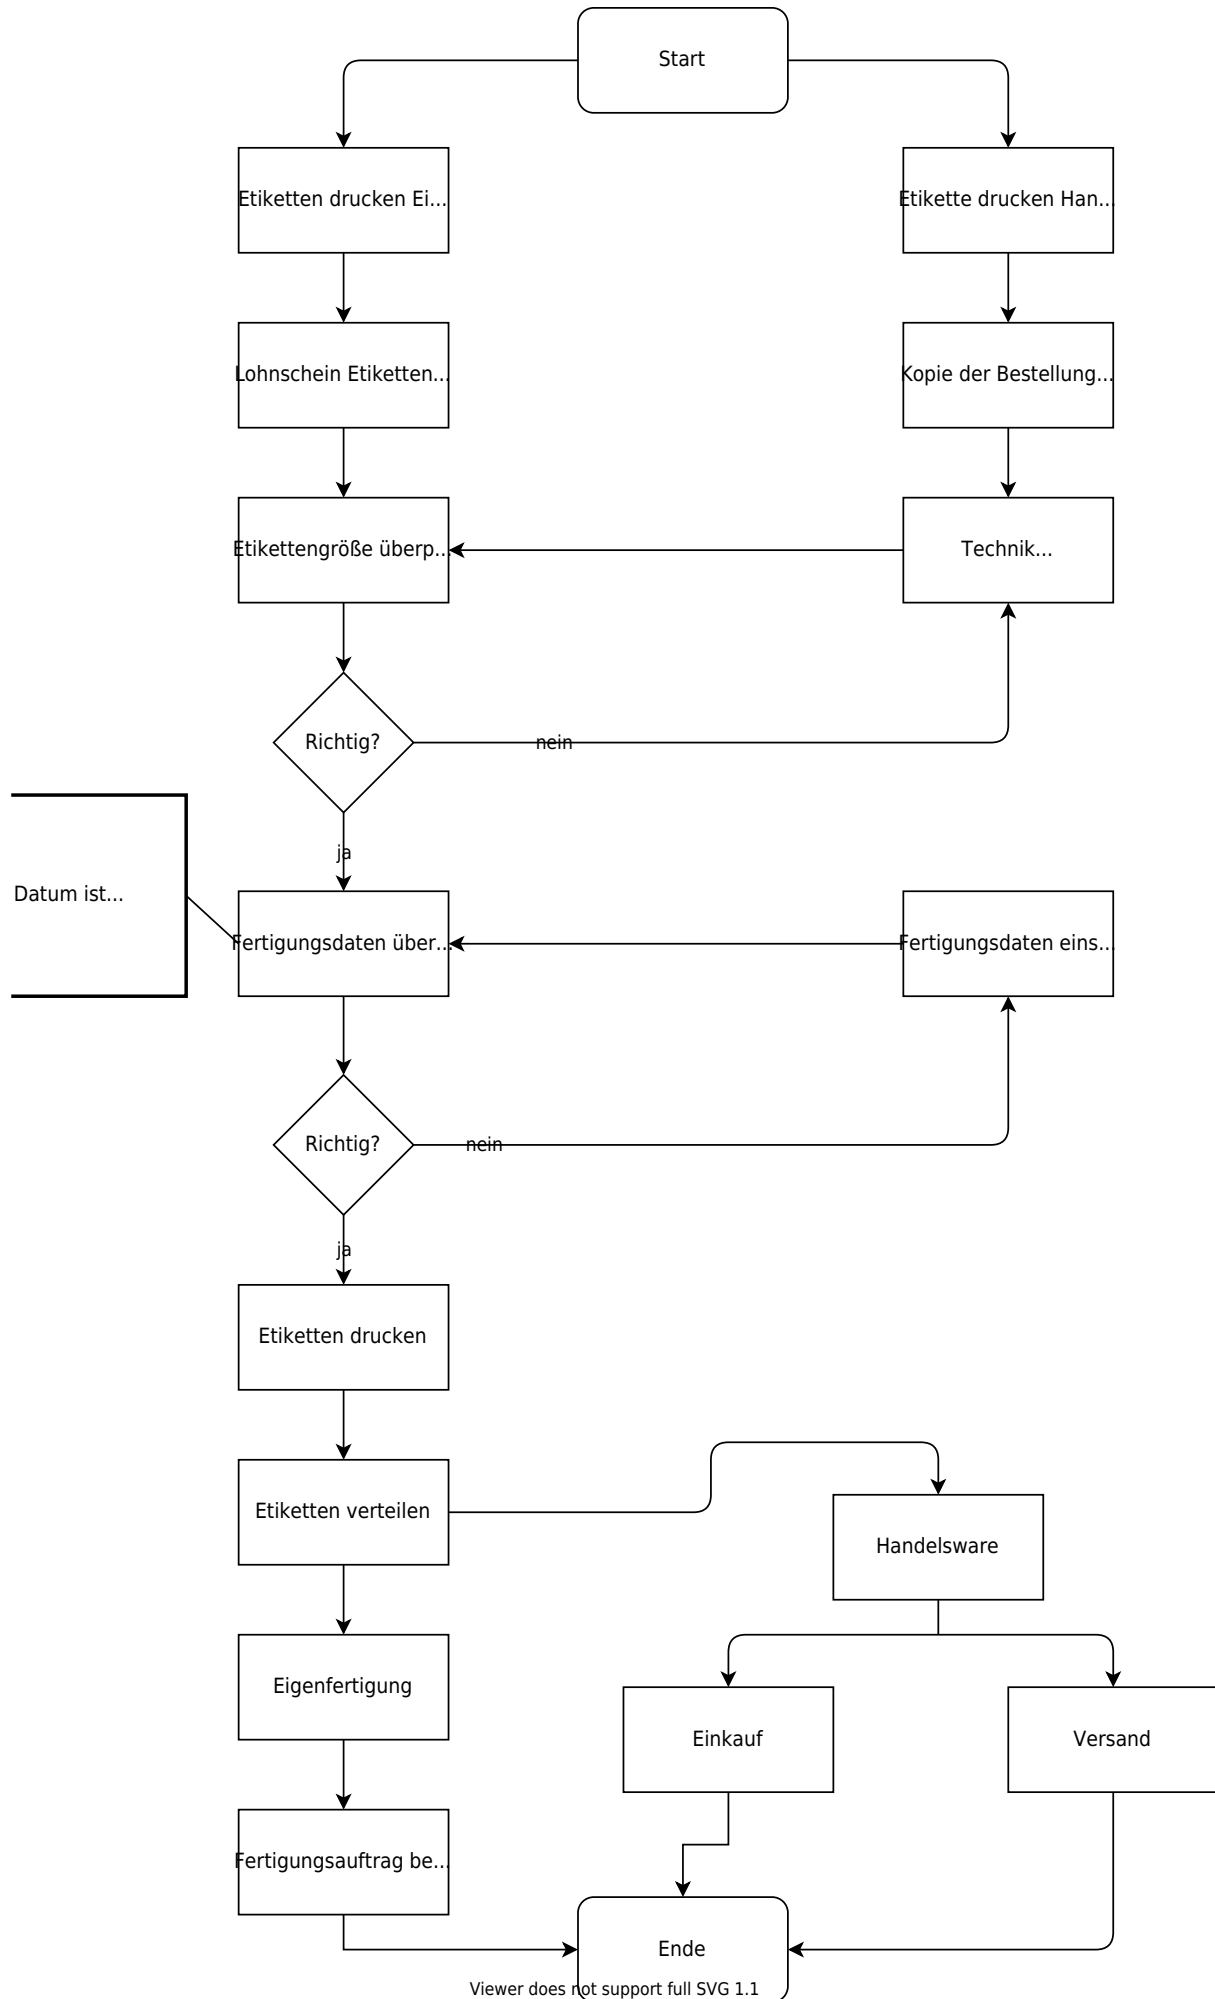 Start
Etiketten drucken Ei...
Etikette drucken Han...
Lohnschein Etiketten...
Kopie der Bestellung...
Etikettengröße überp...
Technik...
Richtig?
nein
ja
Datum ist...
Fertigungsdaten über...
Fertigungsdaten eins...
Richtig?
nein
ja
Etiketten drucken
Etiketten verteilen
Handelsware
Eigenfertigung
Einkauf
Versand
Fertigungsauftrag be...
Ende
Viewer does not support full SVG 1.1